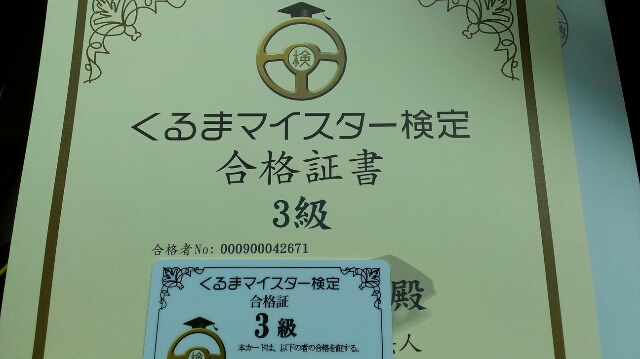 検
くるまマイスター検定
合格証書
3級
合格者No: 000900042671
殿
人
くるまマイスター検定
合格証
3級
本カードは、以下の者の合格を証する。
検